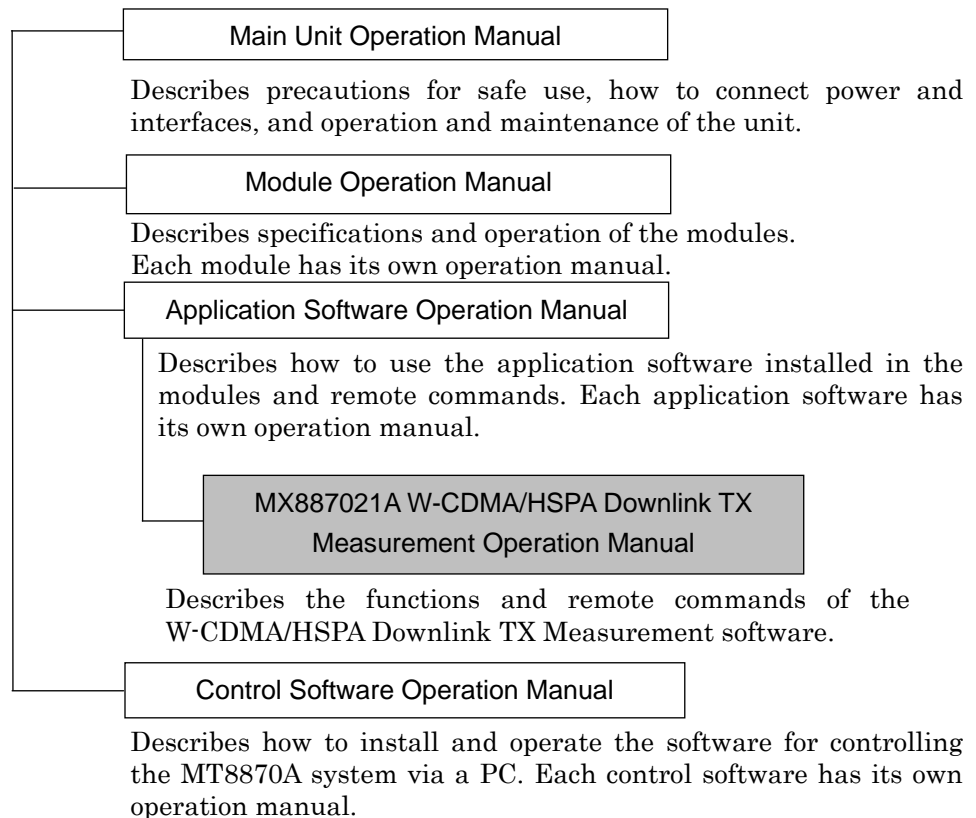 Main Unit Operation Manual
Describes precautions for safe use, how to connect power and
interfaces, and operation and maintenance of the unit.
Module Operation Manual
Describes specifications and operation of the modules.
Each module has its own operation manual.
Application Software Operation Manual
Describes how to use the application software installed in the
modules and remote commands. Each application software has
its own operation manual.
MX887021A W-CDMA/HSPA Downlink TX
Measurement Operation Manual
Describes the functions and remote commands of the
W-CDMA/HSPA Downlink TX Measurement software.
Control Software Operation Manual
Describes how to install and operate the software for controlling
the MT8870A system via a PC. Each control software has its own
operation manual.